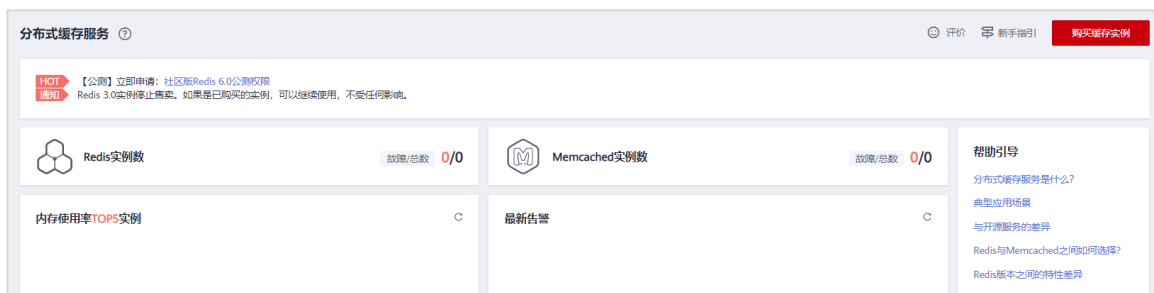 分布式缓存服务
评价 新手指引 购买缓存实例
HOT 【公测】立即申请：社区版Redis 6.0公测权限
通知 Redis 3.0实例停止售卖。如果是已购买的实例，可以继续使用，不受任何影响。
Redis实例数 故障/总数 0/0
Memcached实例数 故障/总数 0/0
内存使用率TOP5实例
最新告警
帮助引导
分布式缓存服务是什么?
典型应用场景
与开源服务的差异
Redis与Memcached之间如何选择?
Redis版本之间的特性差异